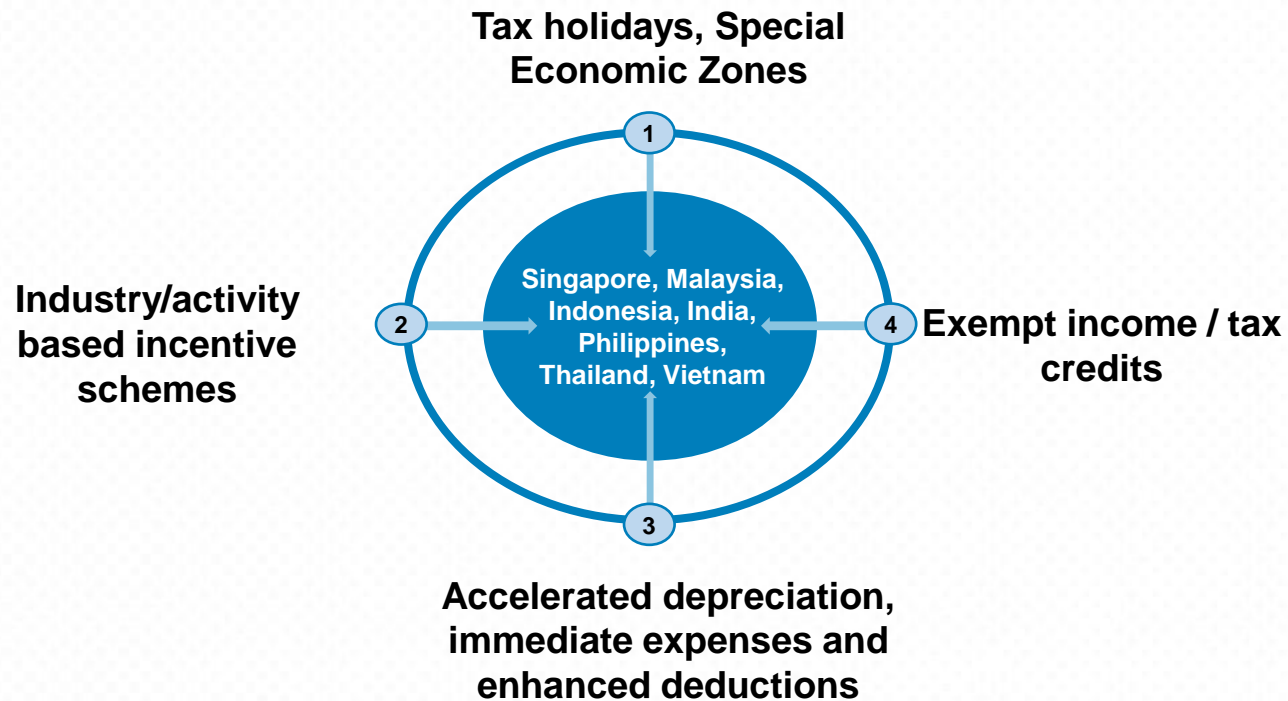 Tax holidays, Special
Economic Zones
1
Singapore, Malaysia,
Indonesia, India,
Philippines,
Thailand, Vietnam
Industry/activity
based incentive
schemes
2
4
Exempt income / tax
credits
3
Accelerated depreciation,
immediate expenses and
enhanced deductions